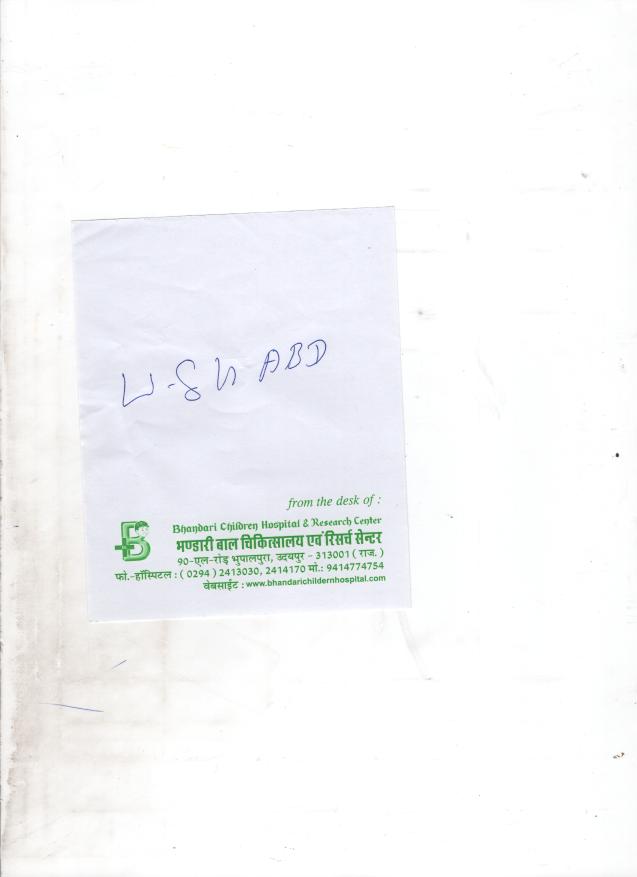 U-SG ABD
from the desk of :
Bhandari Children Hospital & Research Center
भण्डारी बाल चिकित्सालय एवं रिसर्च सेन्टर
90-एल-रोड़ भुपालपुरा, उदयपुर - 313001 ( राज. )
फो.-हॉस्पिटल : ( 0294 ) 2413030, 2414170 मो.: 9414774754
वेबसाईट : www.bhandarichildernhospital.com